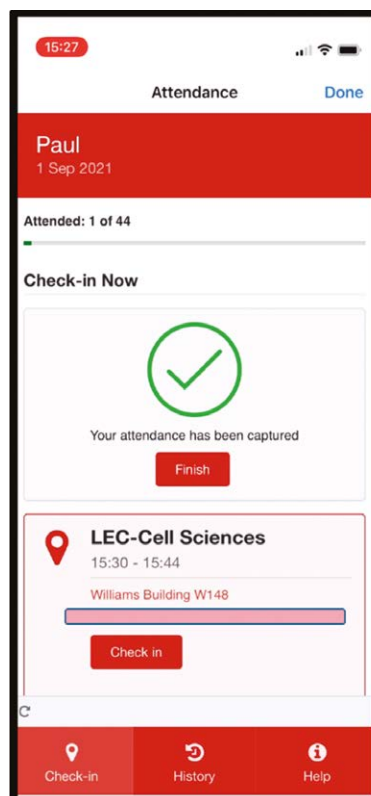 15:27
Attendance
Done
Paul
1 Sep 2021
Attended: 1 of 44
Check-in Now
Your attendance has been captured
Finish
LEC-Cell Sciences
15:30 - 15:44
Williams Building W148
Check in
Check-in
History
Help